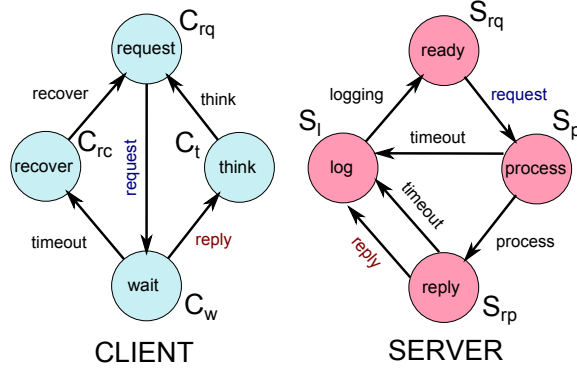 C_rq
request
recover
think
C_rc
C_t
recover
request
think
timeout
reply
wait
C_w
CLIENT
S_rq
ready
logging
request
S_l
S_p
timeout
log
process
timeout
reply
process
reply
S_rp
SERVER